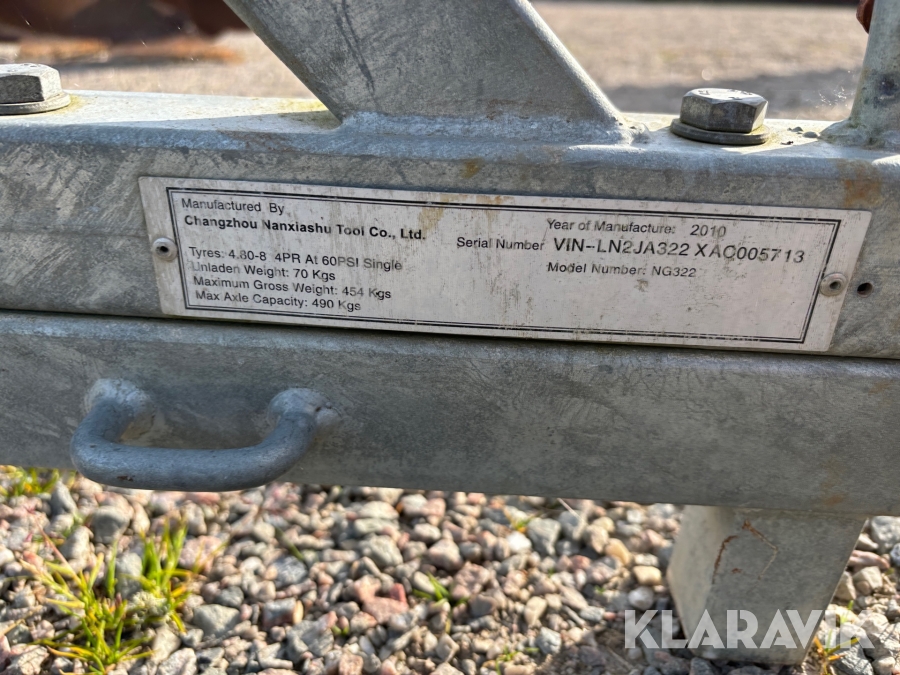 Manufactured By
Changzhou Nanxiashu Tool Co., Ltd.
Tyres: 4.80-8 4PR At 60PSI Single
Unladen Weight: 70 Kgs
Maximum Gross Weight: 454 Kgs
Max Axle Capacity: 490 Kgs
Year of Manufacture: 2010
Serial Number VIN--LN2JA322 XAC005713
Model Number: NG322
KLARAVIK